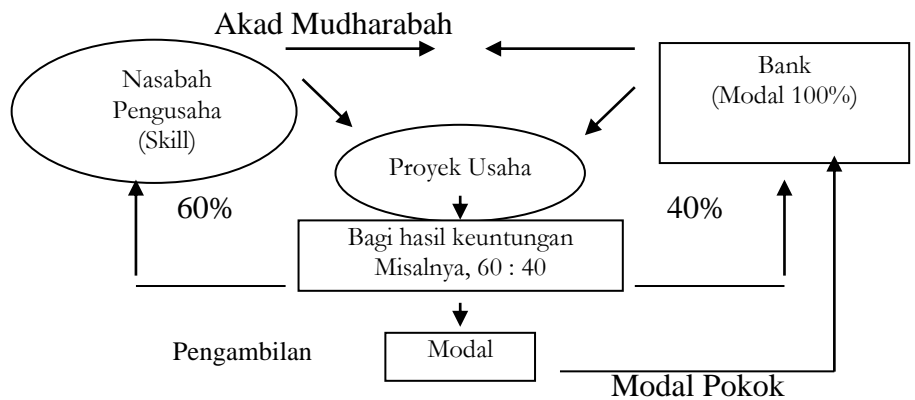 Akad Mudharabah
Nasabah
Pengusaha
(Skill)
Bank
(Modal 100%)
Proyek Usaha
60%
40%
Bagi hasil keuntungan
Misalnya, 60 : 40
Pengambilan
Modal
Modal Pokok